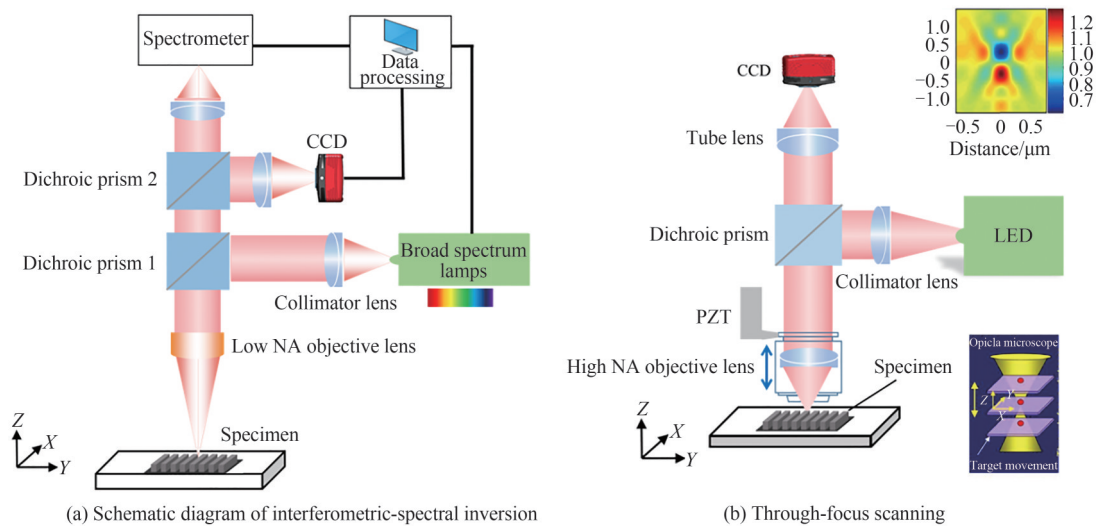 Spectrometer
Data
processing
CCD
Dichroic prism 2
Dichroic prism 1
Broad spectrum
lamps
Collimator lens
Low NA objective lens
Specimen
Z
X
Y
(a) Schematic diagram of interferometric-spectral inversion
CCD
1.0
0.5
0
−0.5
−1.0
1.2
1.1
1.0
0.9
0.8
0.7
−0.5 0 0.5
Distance/μm
Tube lens
Dichroic prism
LED
Collimator lens
PZT
High NA objective lens
Specimen
Z
X
Y
Opicla microscope
Z
Y
X
Target movement
(b) Through-focus scanning